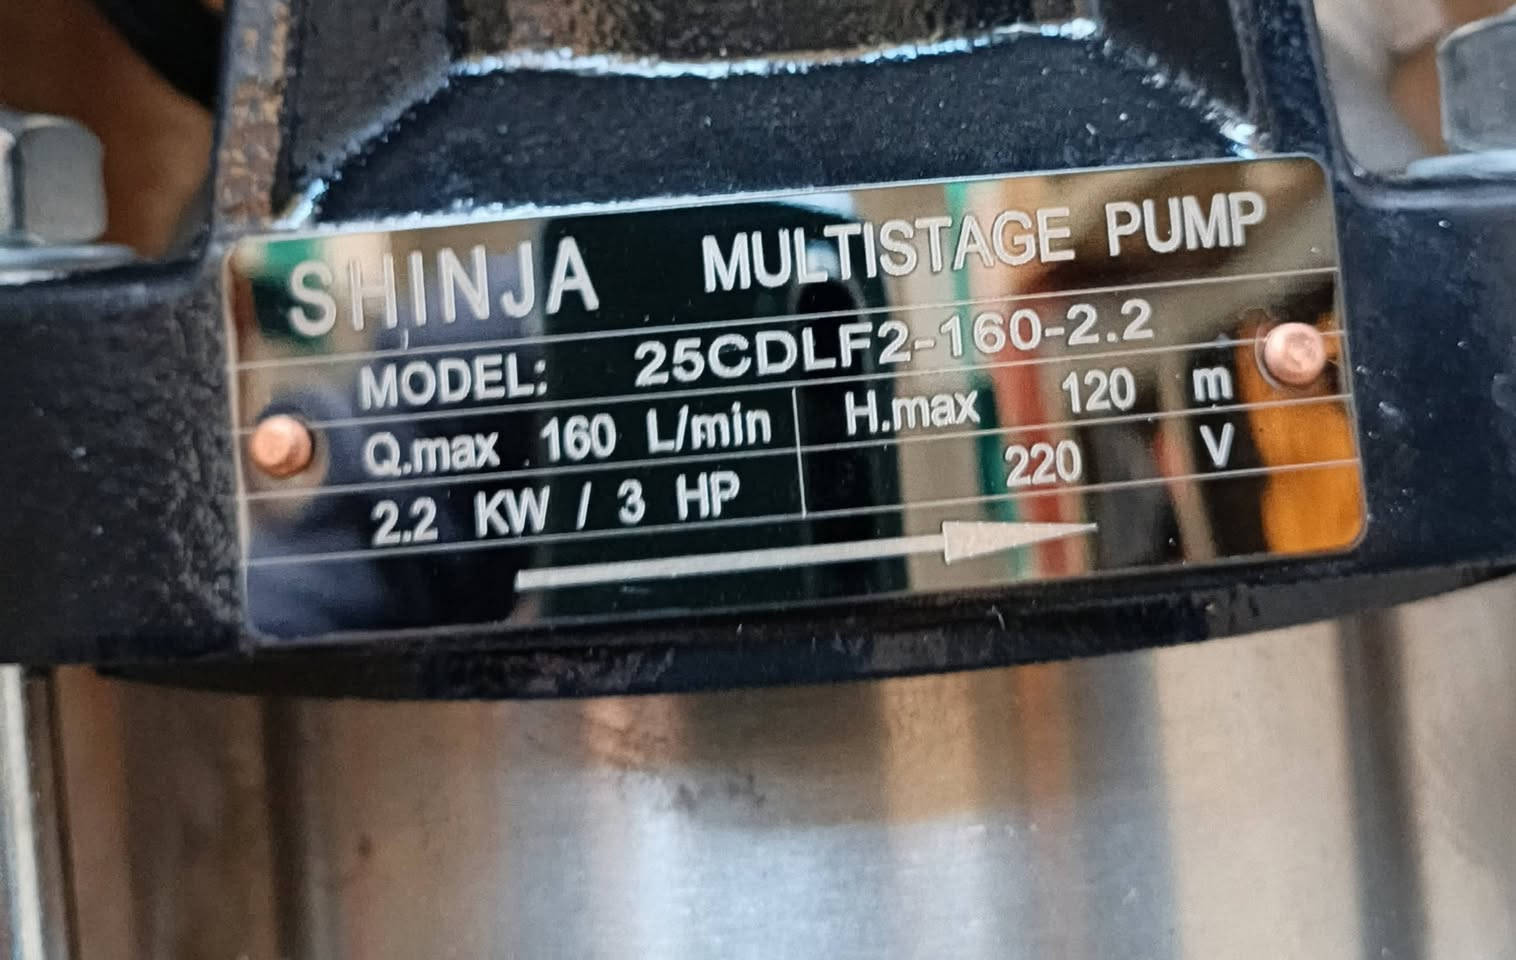 SHINJA MULTISTAGE PUMP
MODEL: 25CDLF2-160-2.2
Q.max 160 L/min H.max 120 m
2.2 KW / 3 HP 220 V